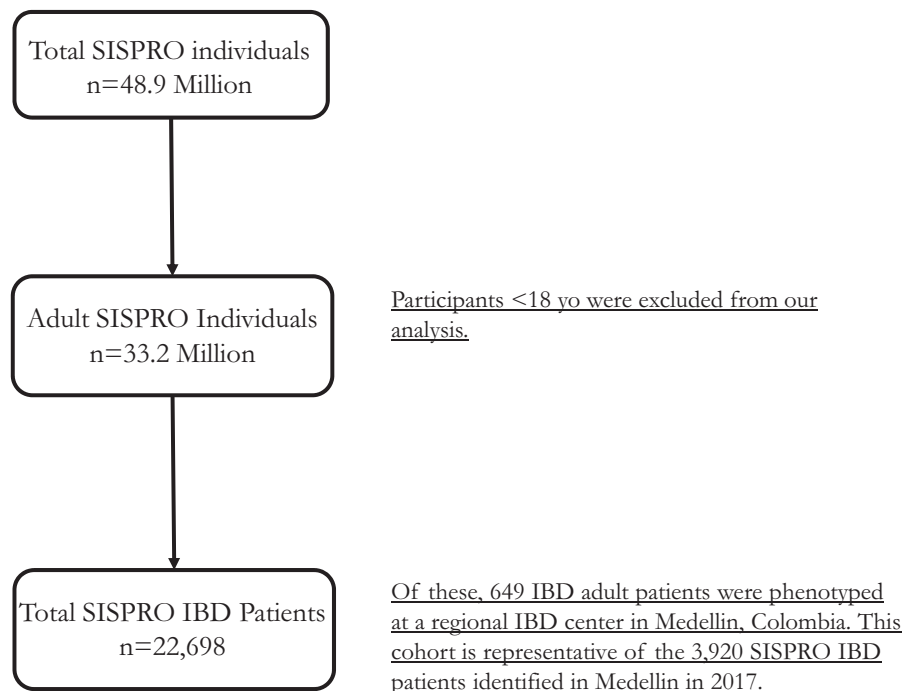 Total SISPRO individuals
n=48.9 Million
Adult SISPRO Individuals
n=33.2 Million
Participants <18 yo were excluded from our
analysis.
Total SISPRO IBD Patients
n=22,698
Of these, 649 IBD adult patients were phenotyped
at a regional IBD center in Medellin, Colombia. This
cohort is representative of the 3,920 SISPRO IBD
patients identified in Medellin in 2017.